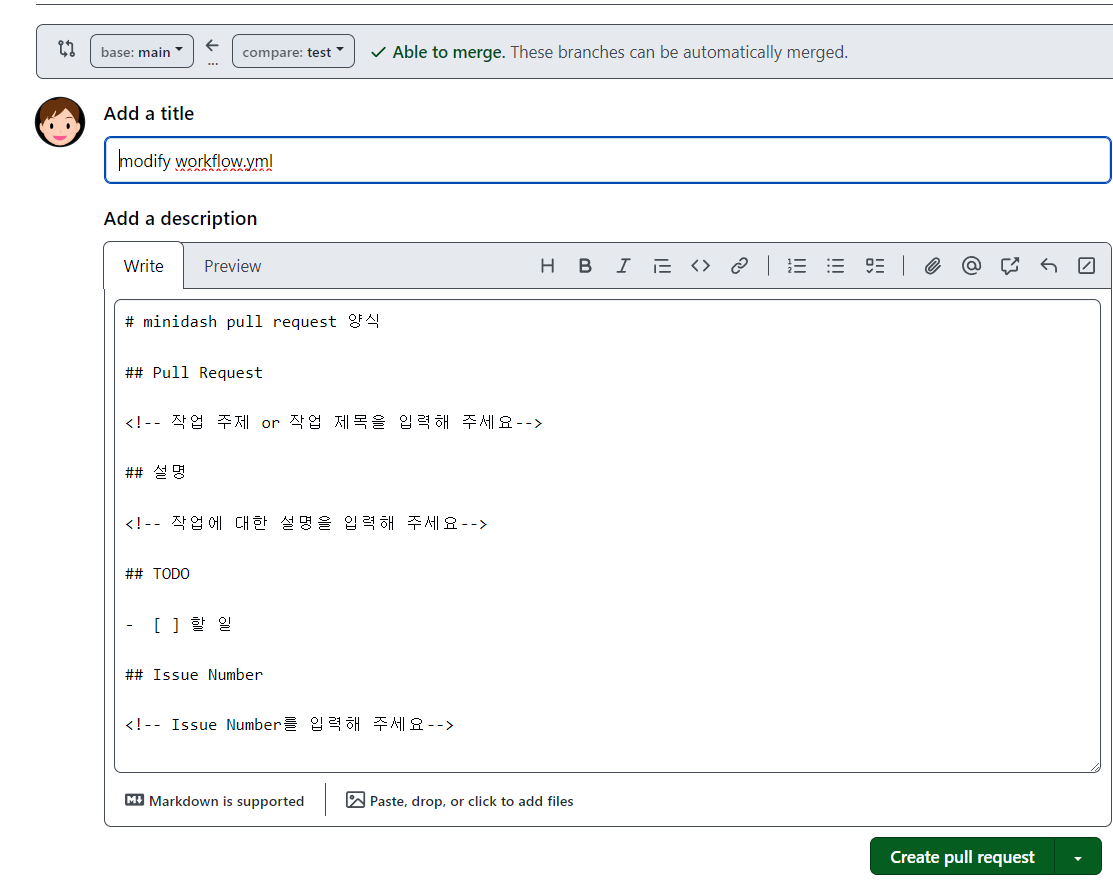 base: main
...
compare: test
Able to merge. These branches can be automatically merged.
Add a title
modify workflow.yml
Add a description
Write Preview
# minidash pull request 양식
## Pull Request
<!-- 작업 주제 or 작업 제목을 입력해 주세요-->
## 설명
<!-- 작업에 대한 설명을 입력해 주세요-->
## TODO
-  [ ] 할 일
## Issue Number
<!-- Issue Number를 입력해 주세요-->
Markdown is supported
Paste, drop, or click to add files
Create pull request